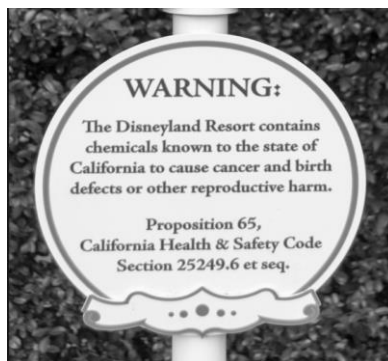 WARNING:
The Disneyland Resort contains
chemicals known to the state of
California to cause cancer and birth
defects or other reproductive harm.
Proposition 65,
California Health & Safety Code
Section 25249.6 et seq.